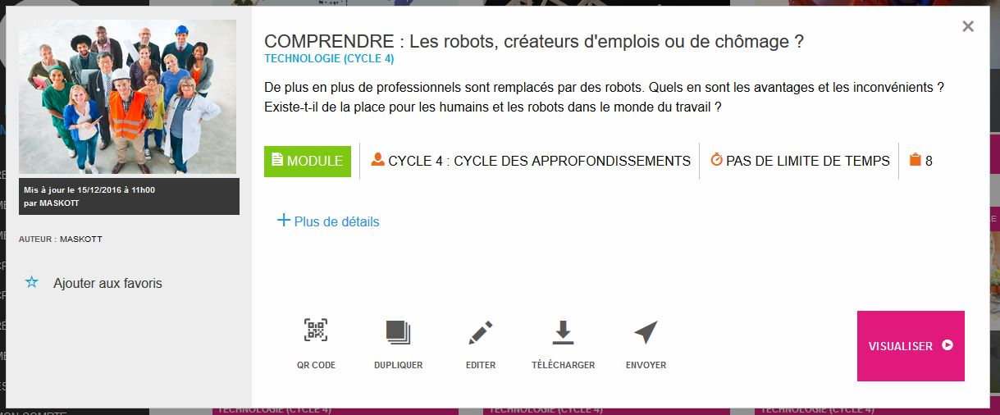 COMPRENDRE : Les robots, créateurs d'emplois ou de chômage ?
TECHNOLOGIE (CYCLE 4)
De plus en plus de professionnels sont remplacés par des robots. Quels en sont les avantages et les inconvénients ?
Existe-t-il de la place pour les humains et les robots dans le monde du travail ?
MODULE
CYCLE 4 : CYCLE DES APPROFONDISSEMENTS
PAS DE LIMITE DE TEMPS
8
Mis à jour le 15/12/2016 à 11h00
par MASKOTT
Plus de détails
AUTEUR : MASKOTT
Ajouter aux favoris
QR CODE
DUPLIQUER
EDITER
TÉLÉCHARGER
ENVOYER
VISUALISER
TECHNOLOGIE (CYCLE 4)
TECHNOLOGIE (CYCLE 4)
TECHNOLOGIE (CYCLE 4)
MON COMPTE